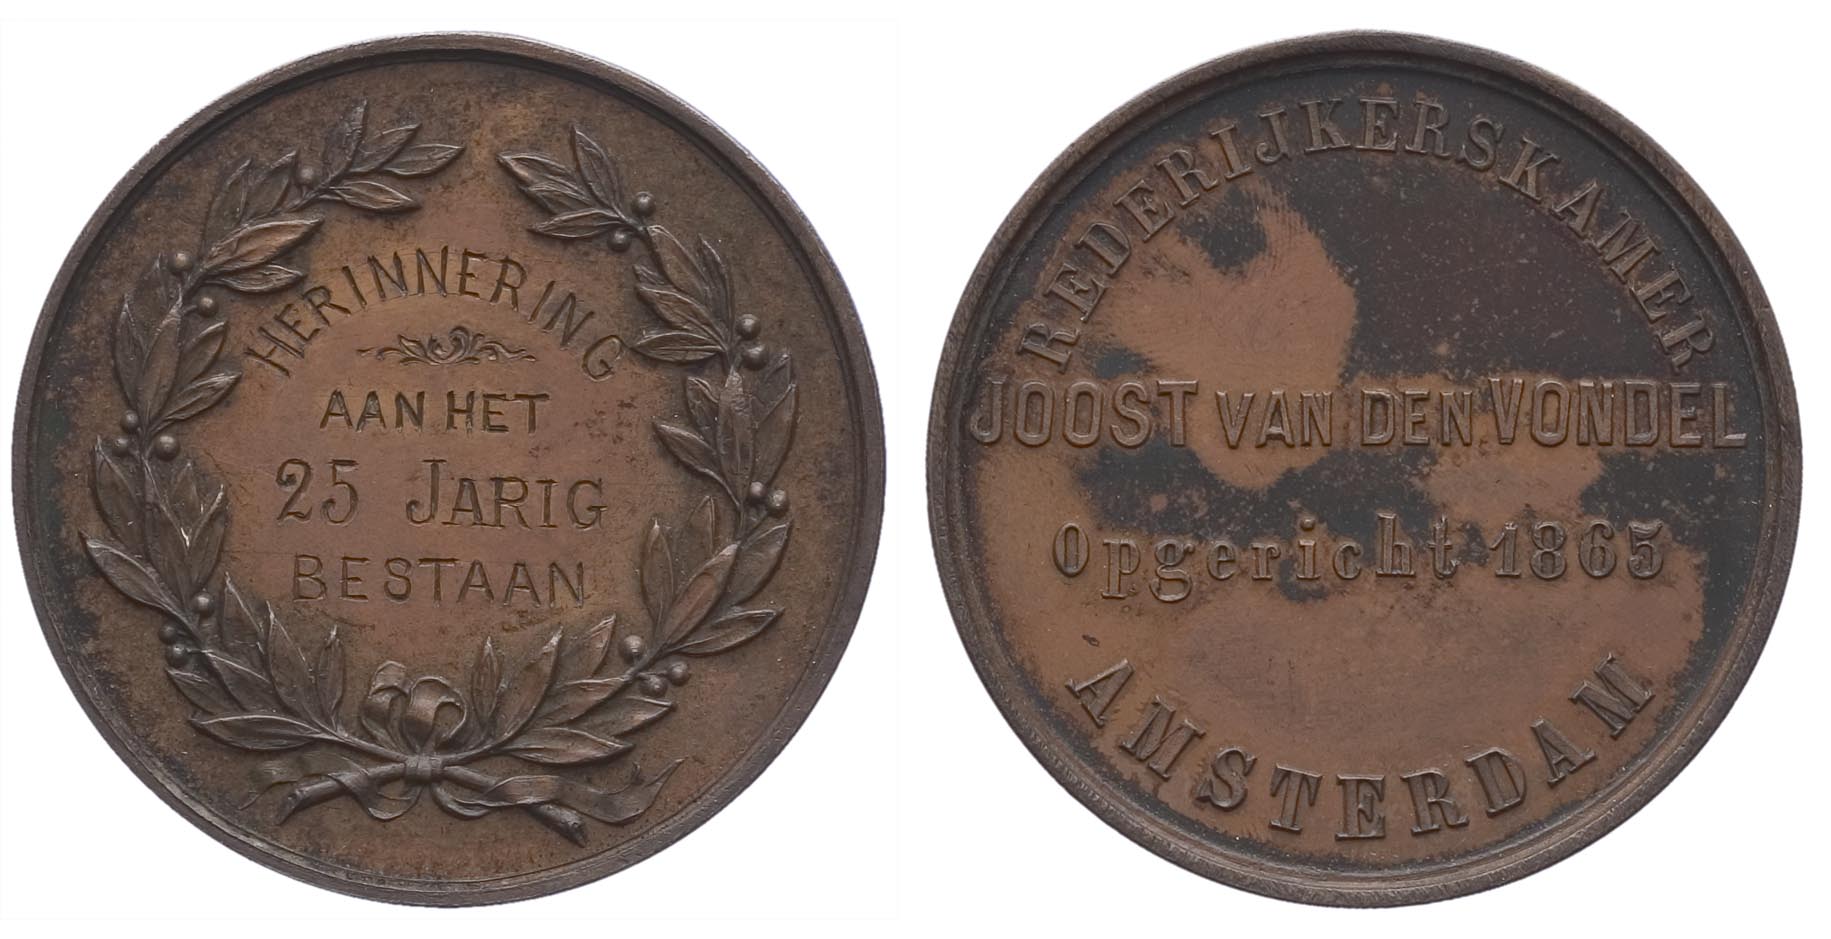 HERINNERING
AAN HET
25 JARIG
BESTAAN
REDERIJKERSKAMER
JOOST VAN DEN VONDEL
Opgericht 1865
AMSTERDAM